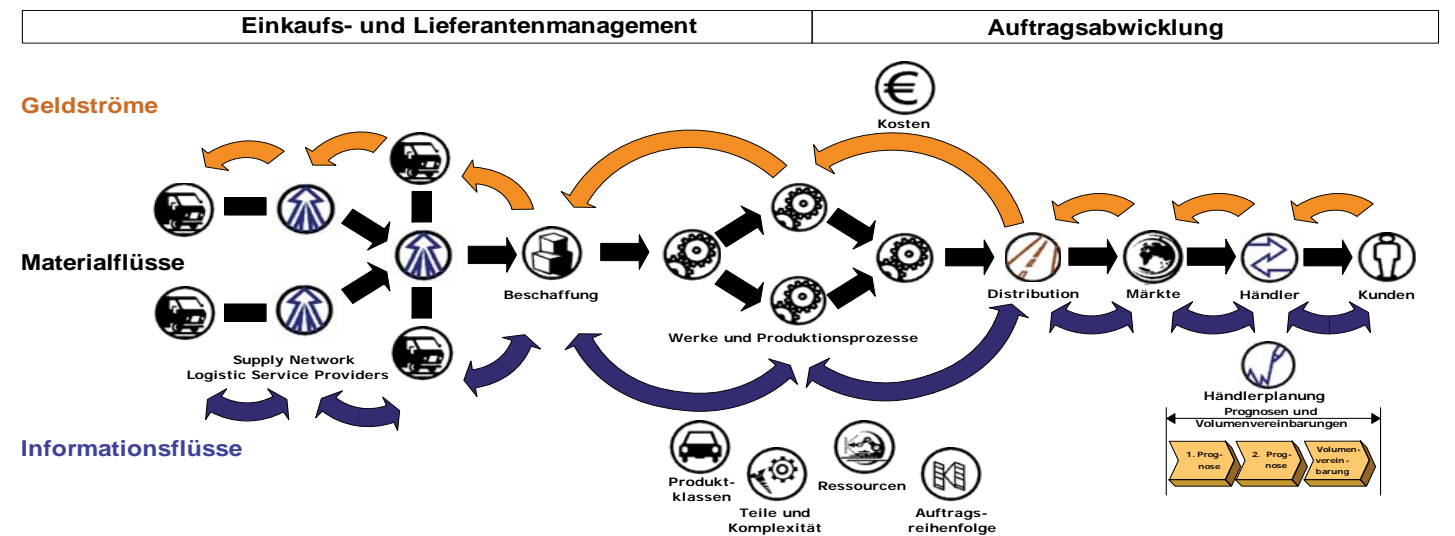 Einkaufs- und Lieferantenmanagement
Auftragsabwicklung
Geldströme
€
Kosten
Materialflüsse
Beschaffung
Distribution
Märkte
Händler
Kunden
Werke und Produktionsprozesse
Supply Network
Logistic Service Providers
Händlerplanung
Prognosen und
Volumenvereinbarungen
Informationsflüsse
1. Prog-
nose
2. Prog-
nose
Volumen-
verein-
barung
Produkt-
klassen
Teile und
Komplexität
Ressourcen
Auftrags-
reihenfolge